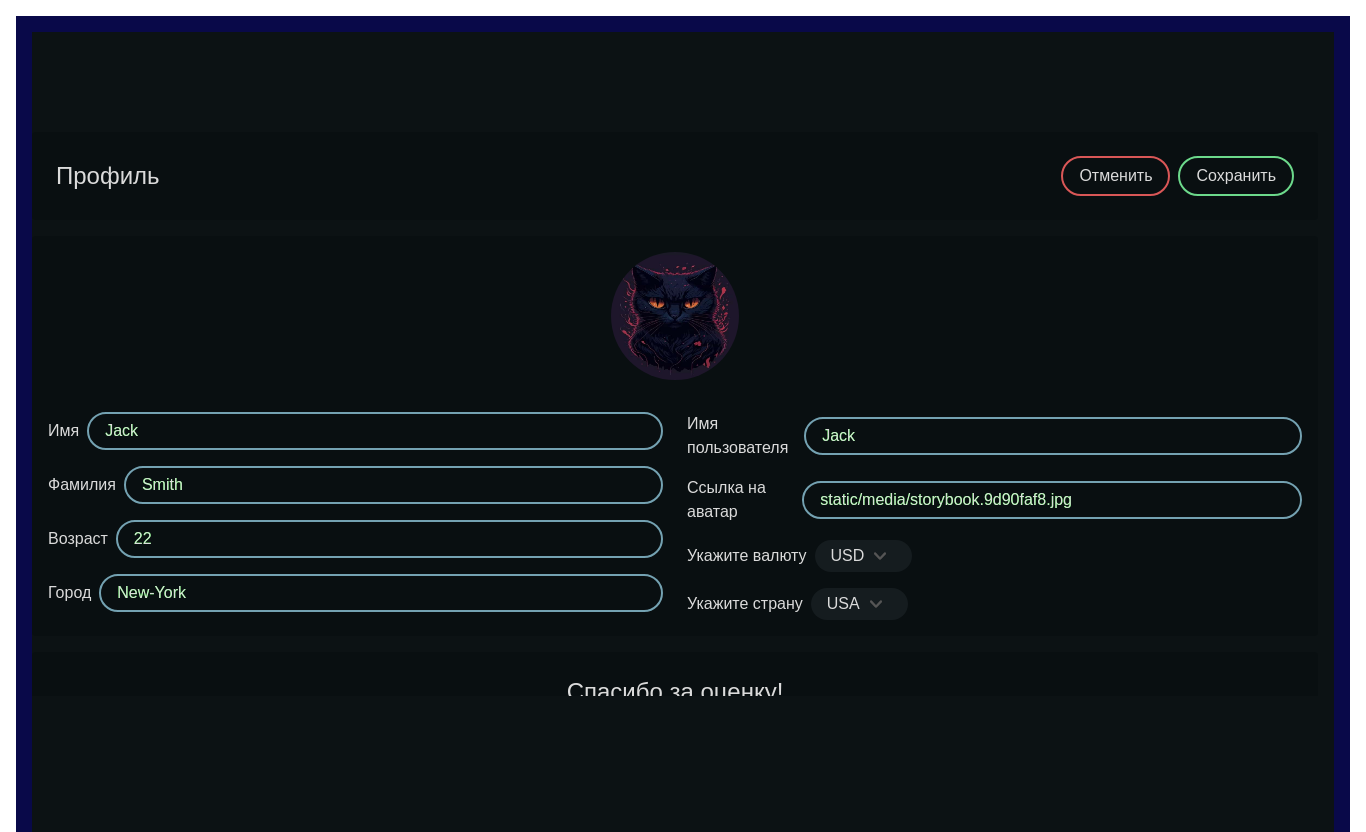 Профиль
Отменить
Сохранить
Имя
Jack
Фамилия
Smith
Возраст
22
Город
New-York
Имя
пользователя
Jack
Ссылка на
аватар
static/media/storybook.9d90faf8.jpg
Укажите валюту
USD
Укажите страну
USA
Спасибо за оценку!